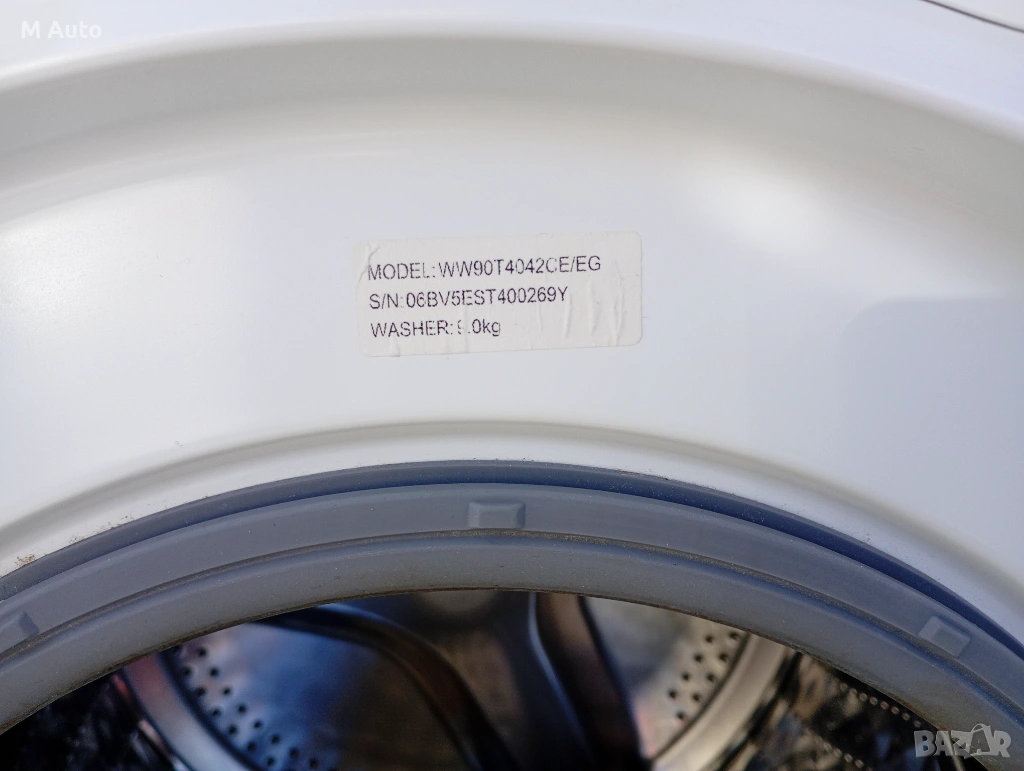 M Auto
MODEL: WW90T4042CE/EG
S/N: 06BV5EST400269Y
WASHER: 9.0kg
BAZAR